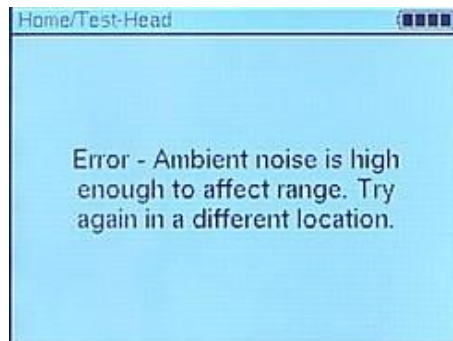 Home/Test-Head
Error - Ambient noise is high
enough to affect range. Try
again in a different location.